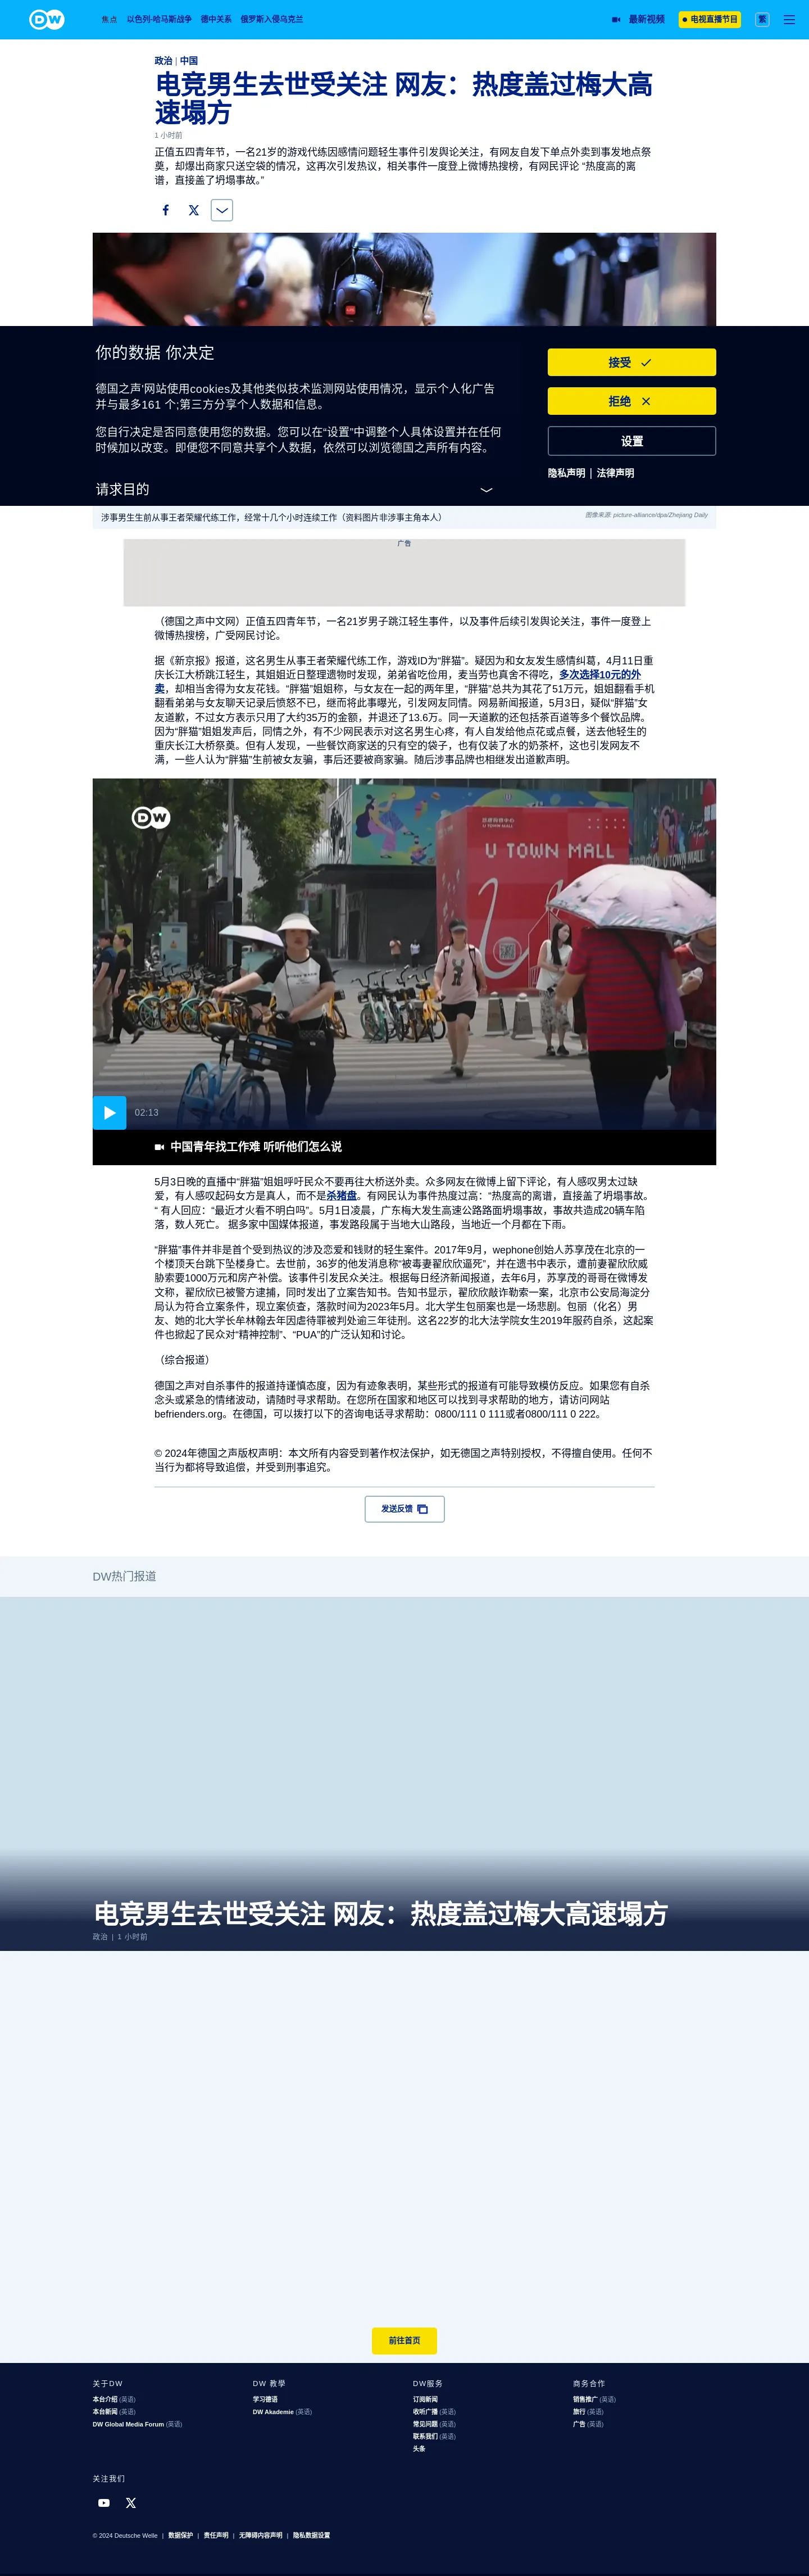 DW 焦点 以色列-哈马斯战争 德中关系 俄罗斯入侵乌克兰 最新视频 电视直播节目 繁
政治 | 中国
电竞男生去世受关注 网友：热度盖过梅大高
速塌方
1 小时前
正值五四青年节，一名21岁的游戏代练因感情问题轻生事件引发舆论关注，有网友自发下单点外卖到事发地点祭
奠，却爆出商家只送空袋的情况，这再次引发热议，相关事件一度登上微博热搜榜，有网民评论 “热度高的离
谱，直接盖了坍塌事故。”
你的数据 你决定
德国之声'网站使用cookies及其他类似技术监测网站使用情况，显示个人化广告
并与最多161 个;第三方分享个人数据和信息。
您自行决定是否同意使用您的数据。您可以在“设置”中调整个人具体设置并在任何
时候加以改变。即便您不同意共享个人数据，依然可以浏览德国之声所有内容。
请求目的
接受
拒绝
设置
隐私声明 | 法律声明
涉事男生生前从事王者荣耀代练工作，经常十几个小时连续工作（资料图片非涉事主角本人）
图像来源: picture-alliance/dpa/Zhejiang Daily
广告
（德国之声中文网）正值五四青年节，一名21岁男子跳江轻生事件，以及事件后续引发舆论关注，事件一度登上
微博热搜榜，广受网民讨论。
据《新京报》报道，这名男生从事王者荣耀代练工作，游戏ID为“胖猫”。疑因为和女友发生感情纠葛，4月11日重
庆长江大桥跳江轻生，其姐姐近日整理遗物时发现，弟弟省吃俭用，麦当劳也真舍不得吃，多次选择10元的外
卖，却相当舍得为女友花钱。“胖猫”姐姐称，与女友在一起的两年里，“胖猫”总共为其花了51万元，姐姐翻看手机
翻看弟弟与女友聊天记录后愤怒不已，继而将此事曝光，引发网友同情。网易新闻报道，5月3日，疑似“胖猫”女
友道歉，不过女方表示只用了大约35万的金额，并退还了13.6万。同一天道歉的还包括茶百道等多个餐饮品牌。
因为“胖猫”姐姐发声后，同情之外，有不少网民表示对这名男生心疼，有人自发给他点花或点餐，送去他轻生的
重庆长江大桥祭奠。但有人发现，一些餐饮商家送的只有空的袋子，也有仅装了水的奶茶杯，这也引发网友不
满，一些人认为“胖猫”生前被女友骗，事后还要被商家骗。随后涉事品牌也相继发出道歉声明。
DW
U TOWN MALL
U TOWN MALL
02:13
中国青年找工作难 听听他们怎么说
5月3日晚的直播中“胖猫”姐姐呼吁民众不要再往大桥送外卖。众多网友在微博上留下评论，有人感叹男太过缺
爱，有人感叹起码女方是真人，而不是杀猪盘。有网民认为事件热度过高：“热度高的离谱，直接盖了坍塌事故。
“ 有人回应：“最近才火看不明白吗”。5月1日凌晨，广东梅大发生高速公路路面坍塌事故，事故共造成20辆车陷
落，数人死亡。 据多家中国媒体报道，事发路段属于当地大山路段，当地近一个月都在下雨。
“胖猫”事件并非是首个受到热议的涉及恋爱和钱财的轻生案件。2017年9月，wephone创始人苏享茂在北京的一
个楼顶天台跳下坠楼身亡。去世前，36岁的他发消息称“被毒妻翟欣欣逼死”，并在遗书中表示，遭前妻翟欣欣威
胁索要1000万元和房产补偿。该事件引发民众关注。根据每日经济新闻报道，去年6月，苏享茂的哥哥在微博发
文称，翟欣欣已被警方逮捕，同时发出了立案告知书。告知书显示，翟欣欣敲诈勒索一案，北京市公安局海淀分
局认为符合立案条件，现立案侦查，落款时间为2023年5月。北大学生包丽案也是一场悲剧。包丽（化名）男
友、她的北大学长牟林翰去年因虐待罪被判处逾三年徒刑。这名22岁的北大法学院女生2019年服药自杀，这起案
件也掀起了民众对“精神控制”、“PUA”的广泛认知和讨论。
（综合报道）
德国之声对自杀事件的报道持谨慎态度，因为有迹象表明，某些形式的报道有可能导致模仿反应。如果您有自杀
念头或紧急的情绪波动，请随时寻求帮助。在您所在国家和地区可以找到寻求帮助的地方，请访问网站
befrienders.org。在德国，可以拨打以下的咨询电话寻求帮助：0800/111 0 111或者0800/111 0 222。
© 2024年德国之声版权声明：本文所有内容受到著作权法保护，如无德国之声特别授权，不得擅自使用。任何不
当行为都将导致追偿，并受到刑事追究。
发送反馈
DW热门报道
电竞男生去世受关注 网友：热度盖过梅大高速塌方
政治 | 1 小时前
前往首页
关于DW
本台介绍 (英语)
本台新闻 (英语)
DW Global Media Forum (英语)
DW 教學
学习德语
DW Akademie (英语)
DW服务
订阅新闻
收听广播 (英语)
常见问题 (英语)
联系我们 (英语)
头条
商务合作
销售推广 (英语)
旅行 (英语)
广告 (英语)
关注我们
© 2024 Deutsche Welle | 数据保护 | 责任声明 | 无障碍内容声明 | 隐私数据设置